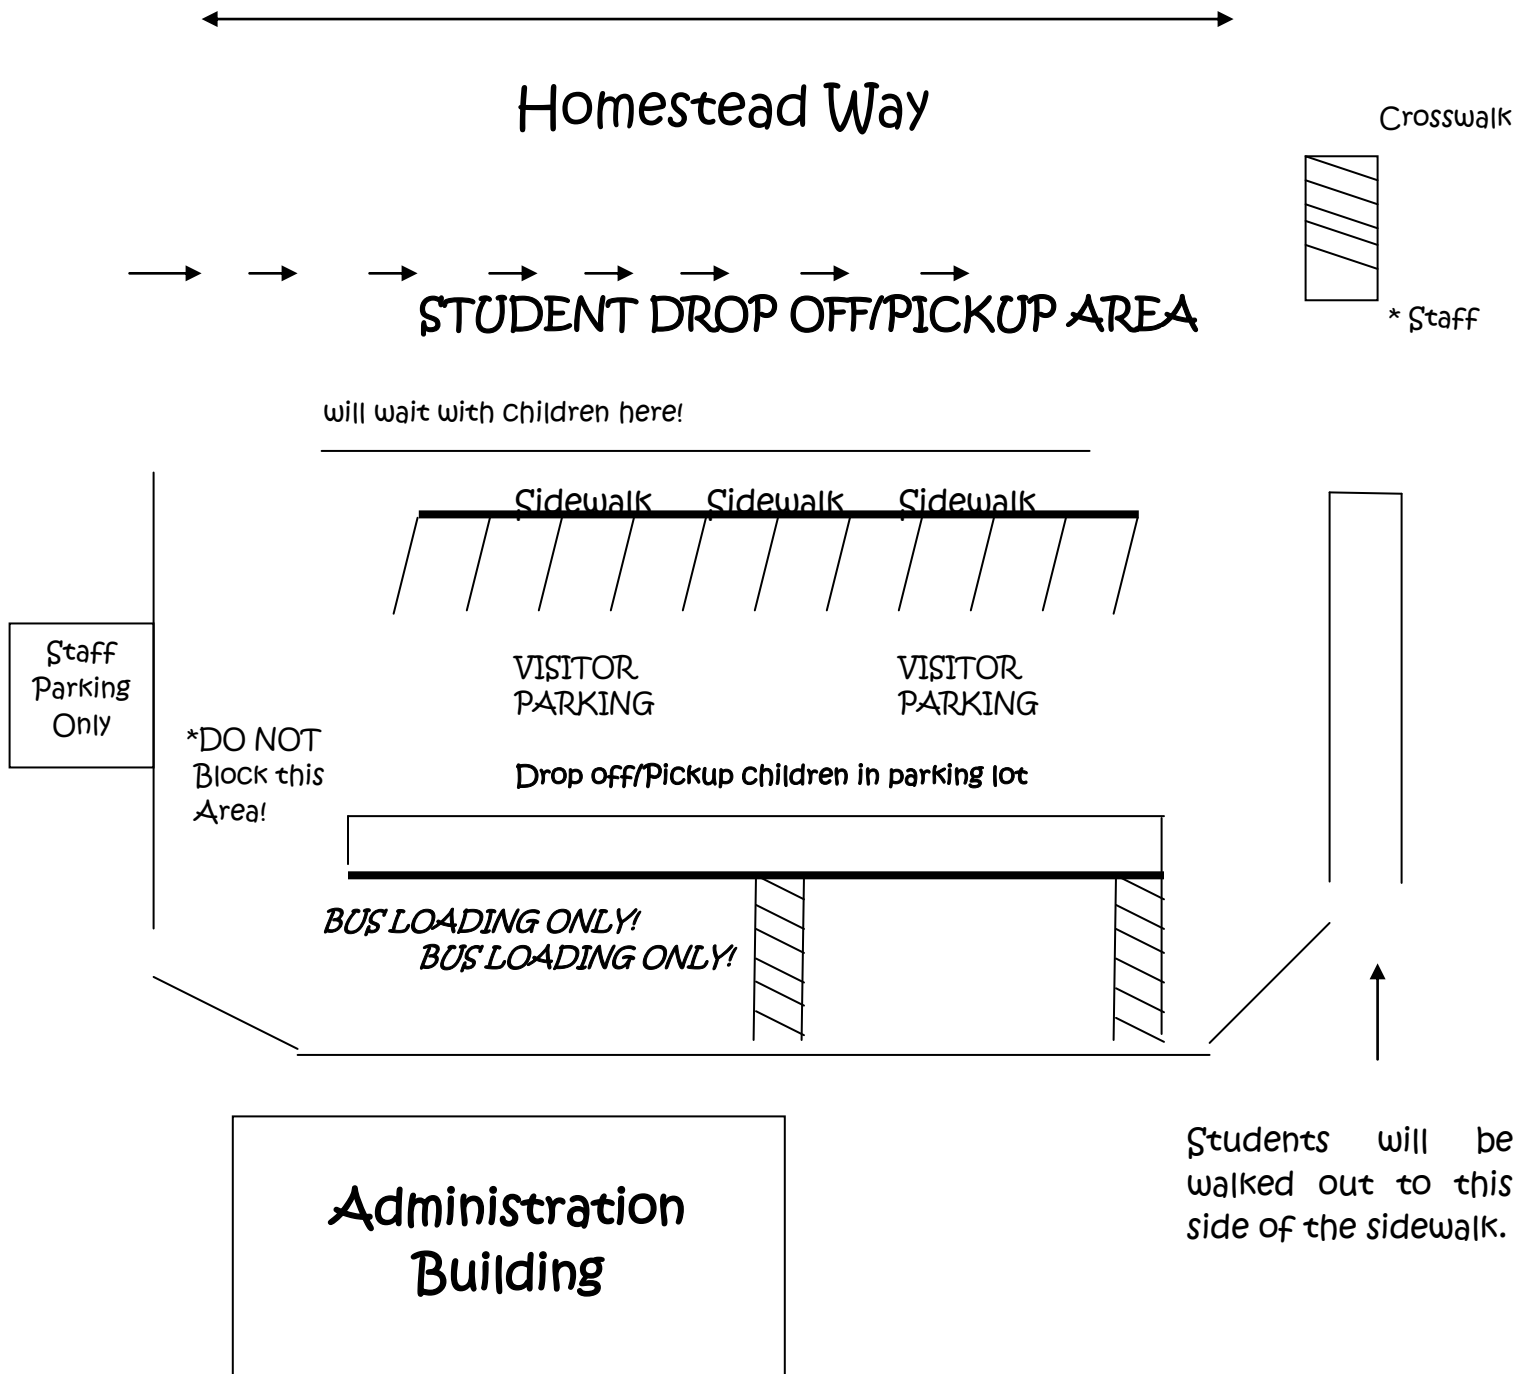 Homestead Way
Crosswalk
STUDENT DROP OFF/PICKUP AREA
* Staff
will wait with children here!
Sidewalk Sidewalk Sidewalk
Staff
Parking
Only
VISITOR
PARKING
VISITOR
PARKING
*DO NOT
Block this
Area!
Drop off/Pickup children in parking lot
BUS LOADING ONLY!
BUS LOADING ONLY!
Students will be
walked out to this
side of the sidewalk.
Administration
Building